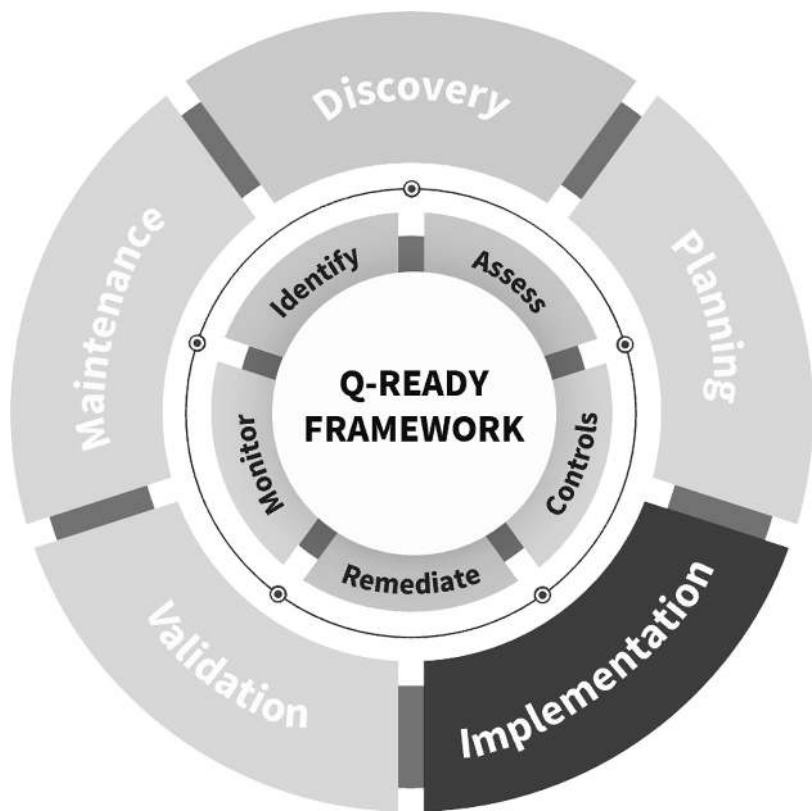 Discovery
Planning
Implementation
Validation
Maintenance
Identify
Assess
Controls
Remediate
Monitor
Q-READY
FRAMEWORK